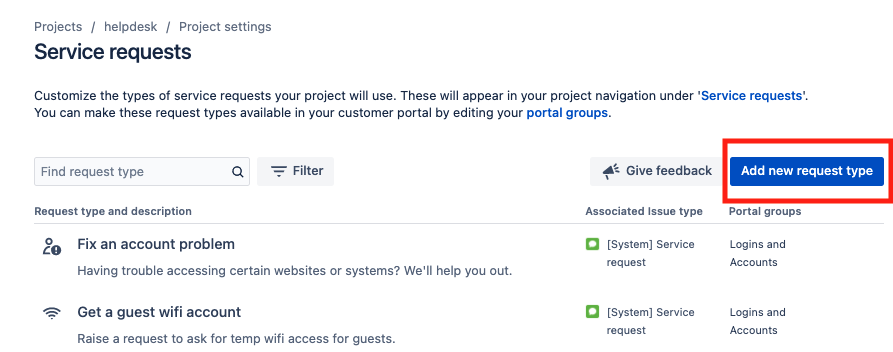 Projects / helpdesk / Project settings
Service requests
Customize the types of service requests your project will use. These will appear in your project navigation under 'Service requests'.
You can make these request types available in your customer portal by editing your portal groups.
Find request type
Filter
Give feedback
Add new request type
Request type and description
Associated Issue type
Portal groups
Fix an account problem
Having trouble accessing certain websites or systems? We'll help you out.
[System] Service
request
Logins and
Accounts
Get a guest wifi account
Raise a request to ask for temp wifi access for guests.
[System] Service
request
Logins and
Accounts